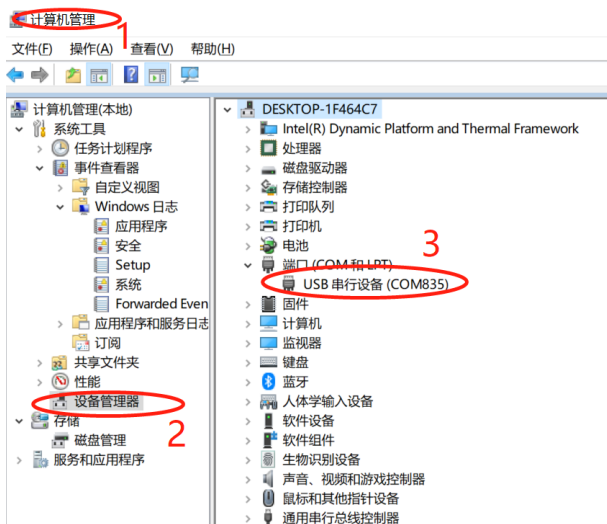 计算机管理
1
文件(F) 操作(A) 查看(V) 帮助(H)
计算机管理(本地)
系统工具
任务计划程序
事件查看器
自定义视图
Windows 日志
应用程序
安全
Setup
系统
Forwarded Even
应用程序和服务日志
订阅
共享文件夹
性能
设备管理器
2
存储
磁盘管理
服务和应用程序
DESKTOP-1F464C7
Intel(R) Dynamic Platform and Thermal Framework
处理器
磁盘驱动器
存储控制器
打印队列
打印机
电池
3
端口 (COM 和 LPT)
USB 串行设备 (COM835)
固件
计算机
监视器
键盘
蓝牙
人体学输入设备
软件设备
软件组件
生物识别设备
声音、视频和游戏控制器
鼠标和其他指针设备
通用串行总线控制器